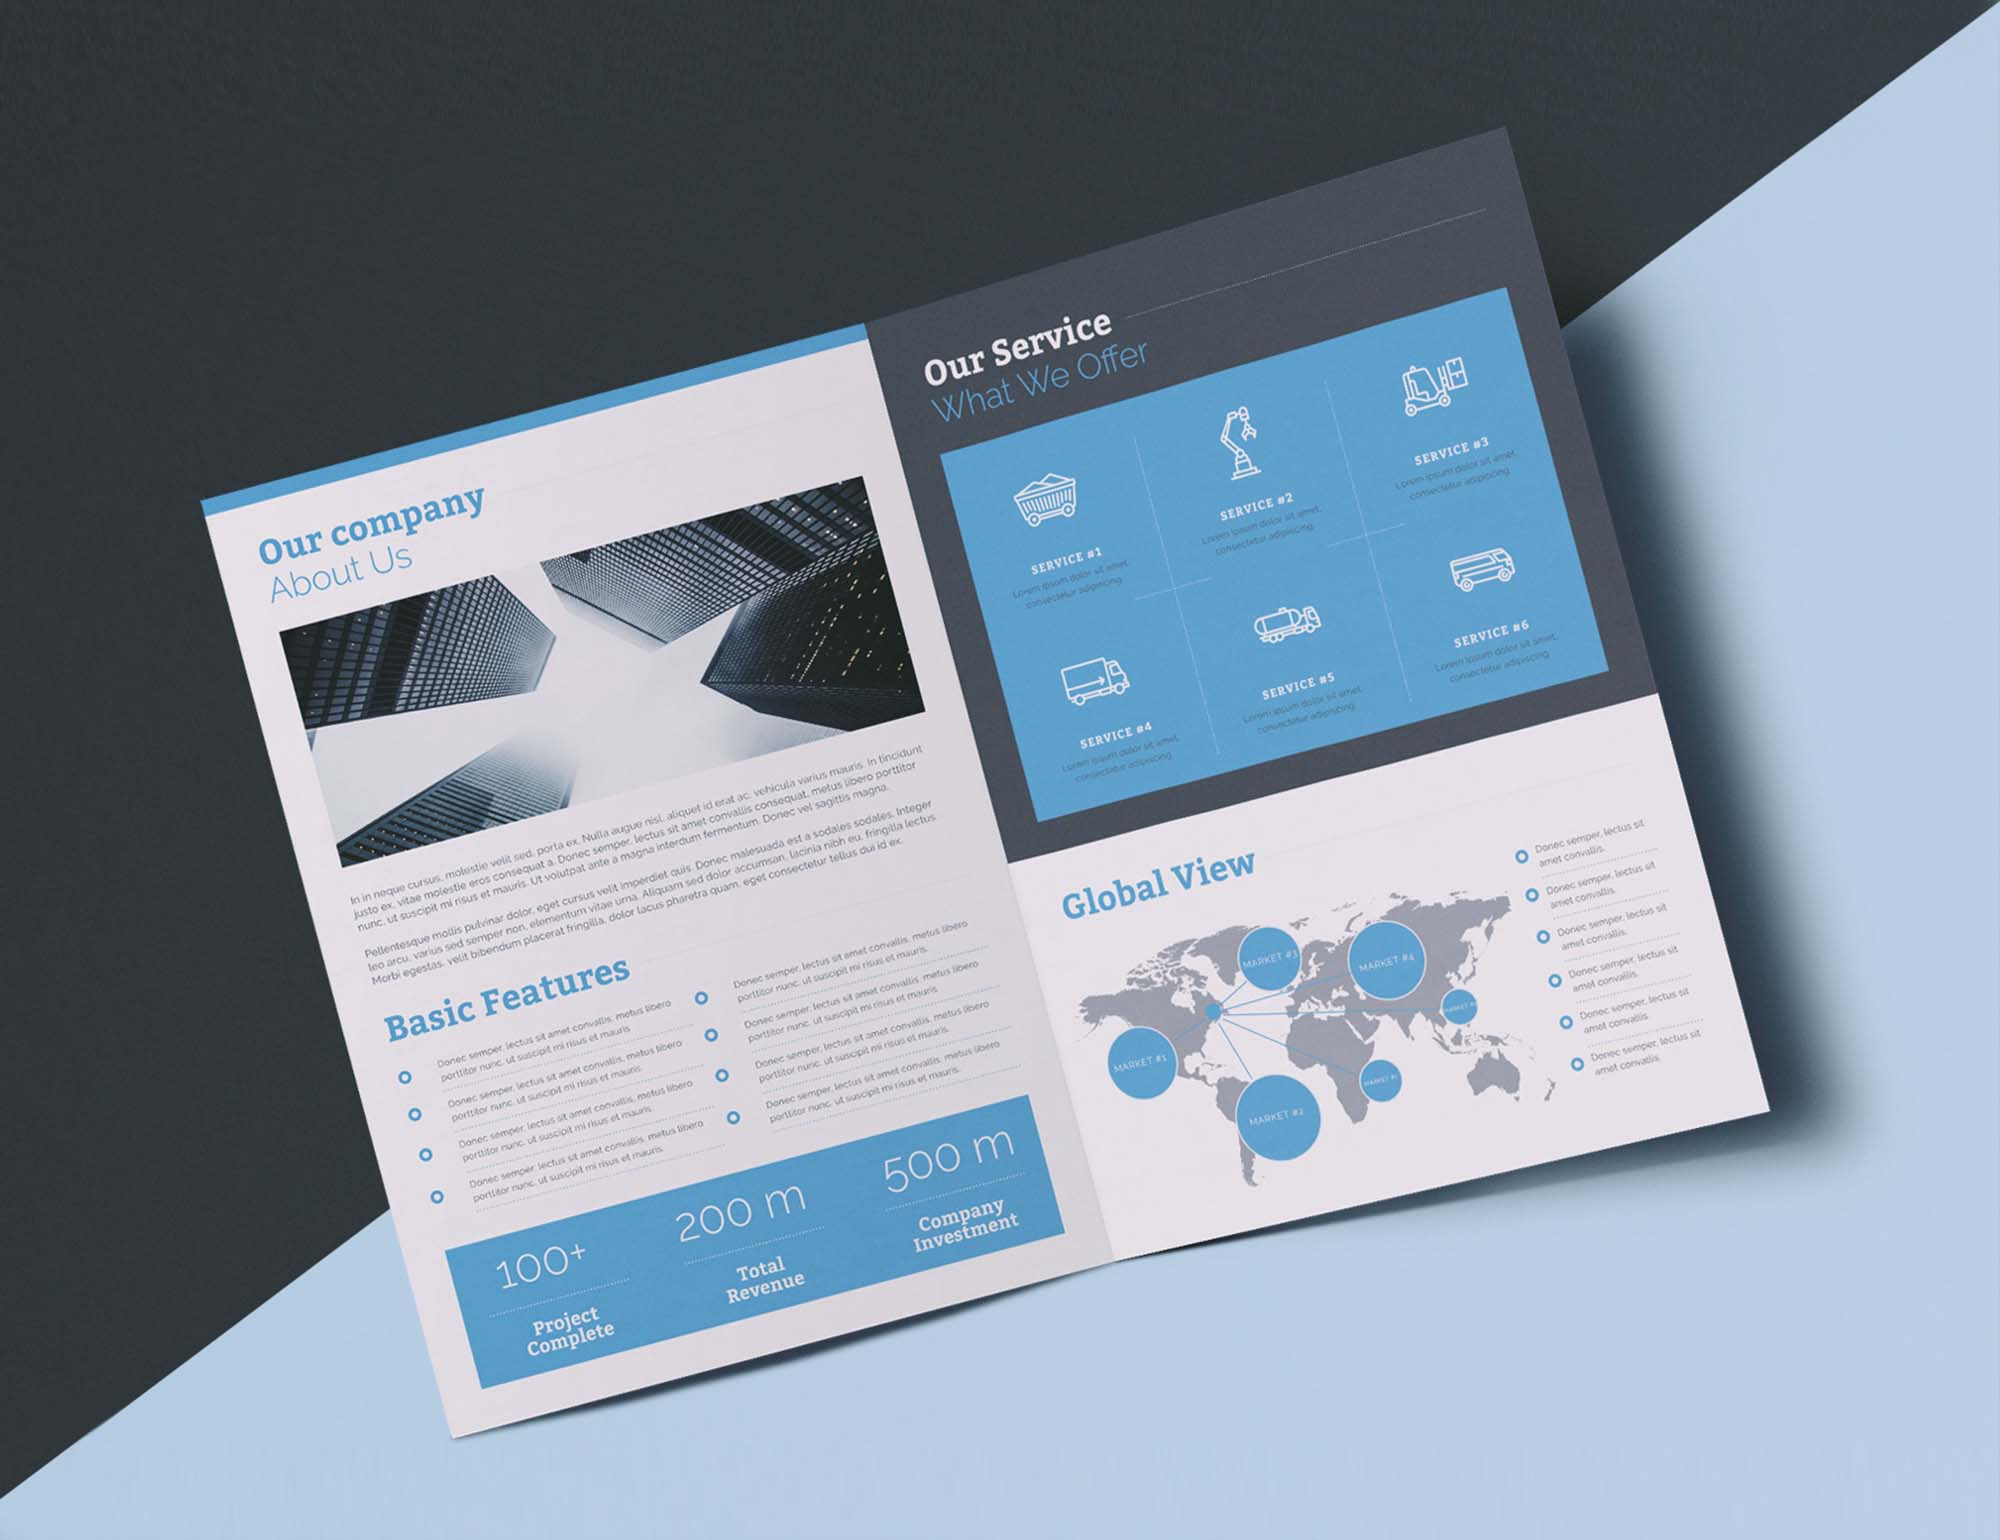 Our company
About Us
In in neque cursus, molestie velit sed, porta ex. Nulla augue nisl, aliquet id erat ac, vehicula varius mauris. In tincidunt
justo ex, vitae molestie eros consequat a. Donec semper, lectus sit amet convallis consequat, metus libero porttitor
nunc, ut suscipit mi risus et mauris. Ut volutpat ante a magna interdum fermentum. Donec vel sagittis magna.
Pellentesque mollis pulvinar dolor, eget cursus velit imperdiet quis. Donec malesuada est a sodales sodales. Integer
leo arcu, varius sed semper non, elementum vitae urna. Aliquam sed dolor accumsan, lacinia nibh eu, fringilla lectus.
Morbi egestas, velit bibendum placerat fringilla, dolor lacus pharetra quam, eget consectetur tellus dui id ex.
Basic Features
Donec semper, lectus sit amet convallis, metus libero
porttitor nunc, ut suscipit mi risus et mauris.
Donec semper, lectus sit amet convallis, metus libero
porttitor nunc, ut suscipit mi risus et mauris.
Donec semper, lectus sit amet convallis, metus libero
porttitor nunc, ut suscipit mi risus et mauris.
Donec semper, lectus sit amet convallis, metus libero
porttitor nunc, ut suscipit mi risus et mauris.
Donec semper, lectus sit amet convallis, metus libero
porttitor nunc, ut suscipit mi risus et mauris.
Donec semper, lectus sit amet convallis, metus libero
porttitor nunc, ut suscipit mi risus et mauris
Donec semper, lectus sit amet convallis, metus libero
porttitor nunc, ut suscipit mi risus et mauris.
Donec semper, lectus sit amet convallis, metus libero
porttitor nunc, ut suscipit mi risus et mauris.
100+
Project
Complete
200 m
Total
Revenue
500 m
Company
Investment
Our Service
What We Offer
SERVICE #1
Lorem ipsum dolor sit amet,
consectetur adipiscing.
SERVICE #2
Lorem ipsum dolor sit amet,
consectetur adipiscing.
SERVICE #3
Lorem ipsum dolor sit amet,
consectetur adipiscing.
SERVICE #4
Lorem ipsum dolor sit amet,
consectetur adipiscing.
SERVICE #5
Lorem ipsum dolor sit amet,
consectetur adipiscing.
SERVICE #6
Lorem ipsum dolor sit amet,
consectetur adipiscing.
Global View
MARKET #1
MARKET #2
MARKET #3
MARKET #4
MARKET
MARKET
Donec semper, lectus sit
amet convallis.
Donec semper, lectus sit
amet convallis.
Donec semper, lectus sit
amet convallis.
Donec semper, lectus sit
amet convallis.
Donec semper, lectus sit
amet convallis
Donec semper, lectus sit
amet convallis.